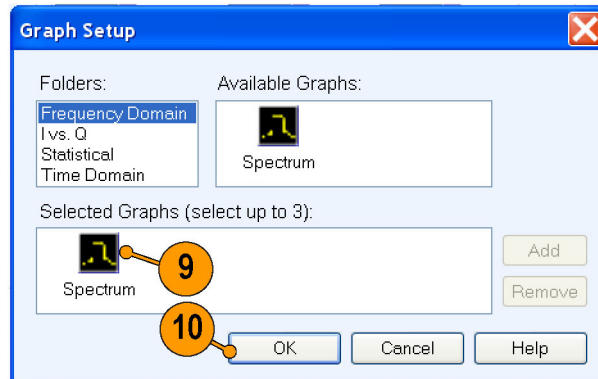 Graph Setup
Folders:
Available Graphs:
Frequency Domain
I vs. Q
Statistical
Time Domain
Spectrum
Selected Graphs (select up to 3):
Spectrum
9
Add
Remove
10
OK
Cancel
Help